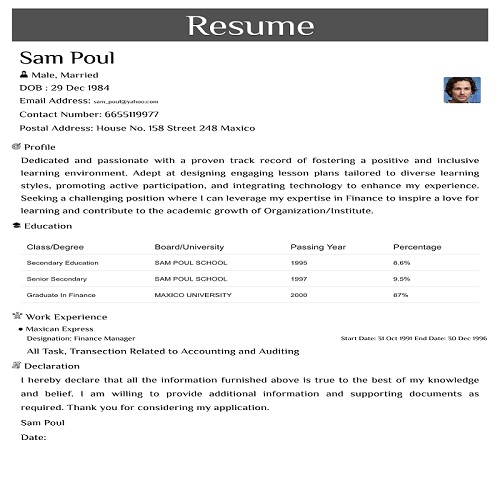 Resume
Sam Poul
Male, Married
DOB : 29 Dec 1984
Email Address: sam_poul@yahoo.com
Contact Number: 6655119977
Postal Address: House No. 158 Street 248 Maxico
Profile
Dedicated and passionate with a proven track record of fostering a positive and inclusive
learning environment. Adept at designing engaging lesson plans tailored to diverse learning
styles, promoting active participation, and integrating technology to enhance my experience.
Seeking a challenging position where I can leverage my expertise in Finance to inspire a love for
learning and contribute to the academic growth of Organization/Institute.
Education
Class/Degree Board/University Passing Year Percentage
Secondary Education SAM POUL SCHOOL 1995 8.6%
Senior Secondary SAM POUL SCHOOL 1997 9.5%
Graduate In Finance MAXICO UNIVERSITY 2000 87%
Work Experience
Maxican Express
Designation: Finance Manager Start Date: 31 Oct 1991 End Date: 30 Dec 1996
All Task, Transection Related to Accounting and Auditing
Declaration
I hereby declare that all the information furnished above is true to the best of my knowledge
and belief. I am willing to provide additional information and supporting documents as
required. Thank you for considering my application.
Sam Poul
Date: